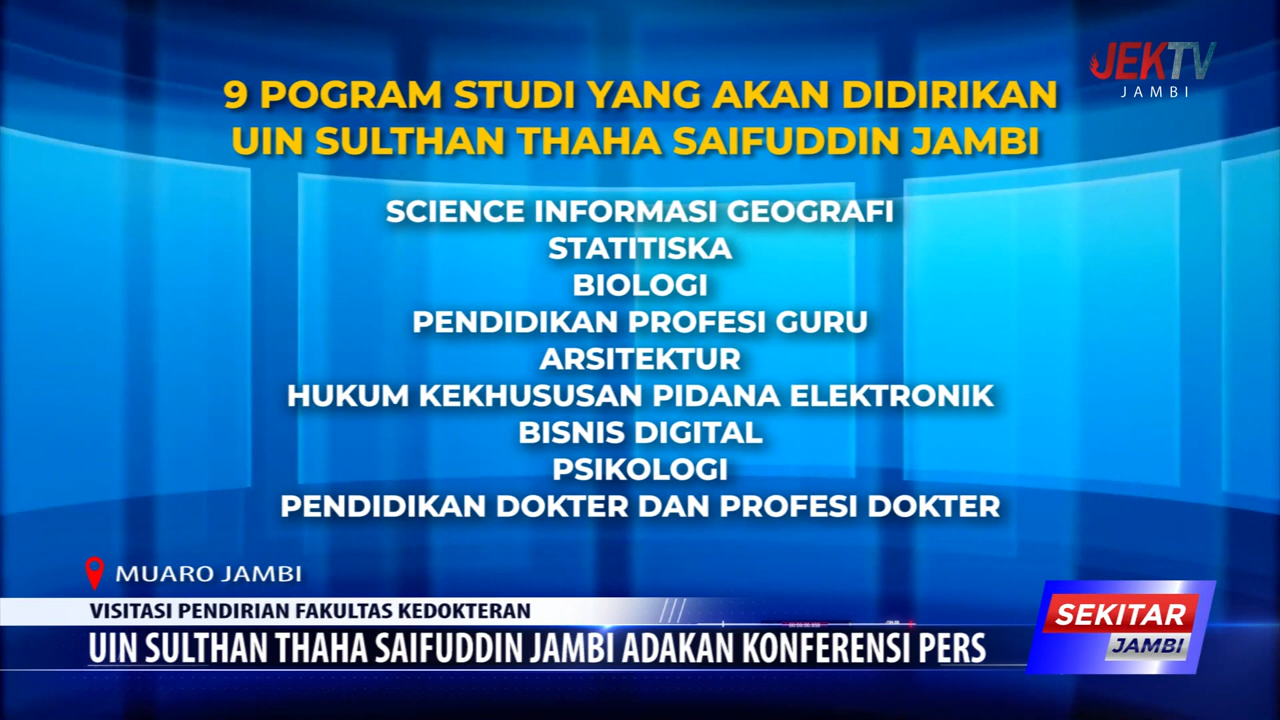 JEKTV
JAMBI
9 POGRAM STUDI YANG AKAN DIDIRIKAN
UIN SULTHAN THAHA SAIFUDDIN JAMBI
SCIENCE INFORMASI GEOGRAFI
STATITISKA
BIOLOGI
PENDIDIKAN PROFESI GURU
ARSITEKTUR
HUKUM KEKHUSUSAN PIDANA ELEKTRONIK
BISNIS DIGITAL
PSIKOLOGI
PENDIDIKAN DOKTER DAN PROFESI DOKTER
MUARO JAMBI
VISITASI PENDIRIAN FAKULTAS KEDOKTERAN
UIN SULTHAN THAHA SAIFUDDIN JAMBI ADAKAN KONFERENSI PERS
SEKITAR
JAMBI